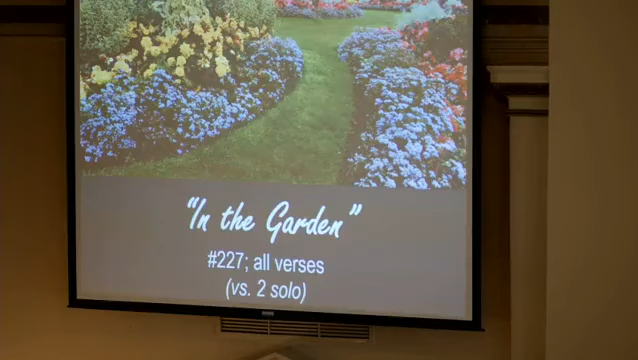 "In the Garden"
#227; all verses
(vs. 2 solo)